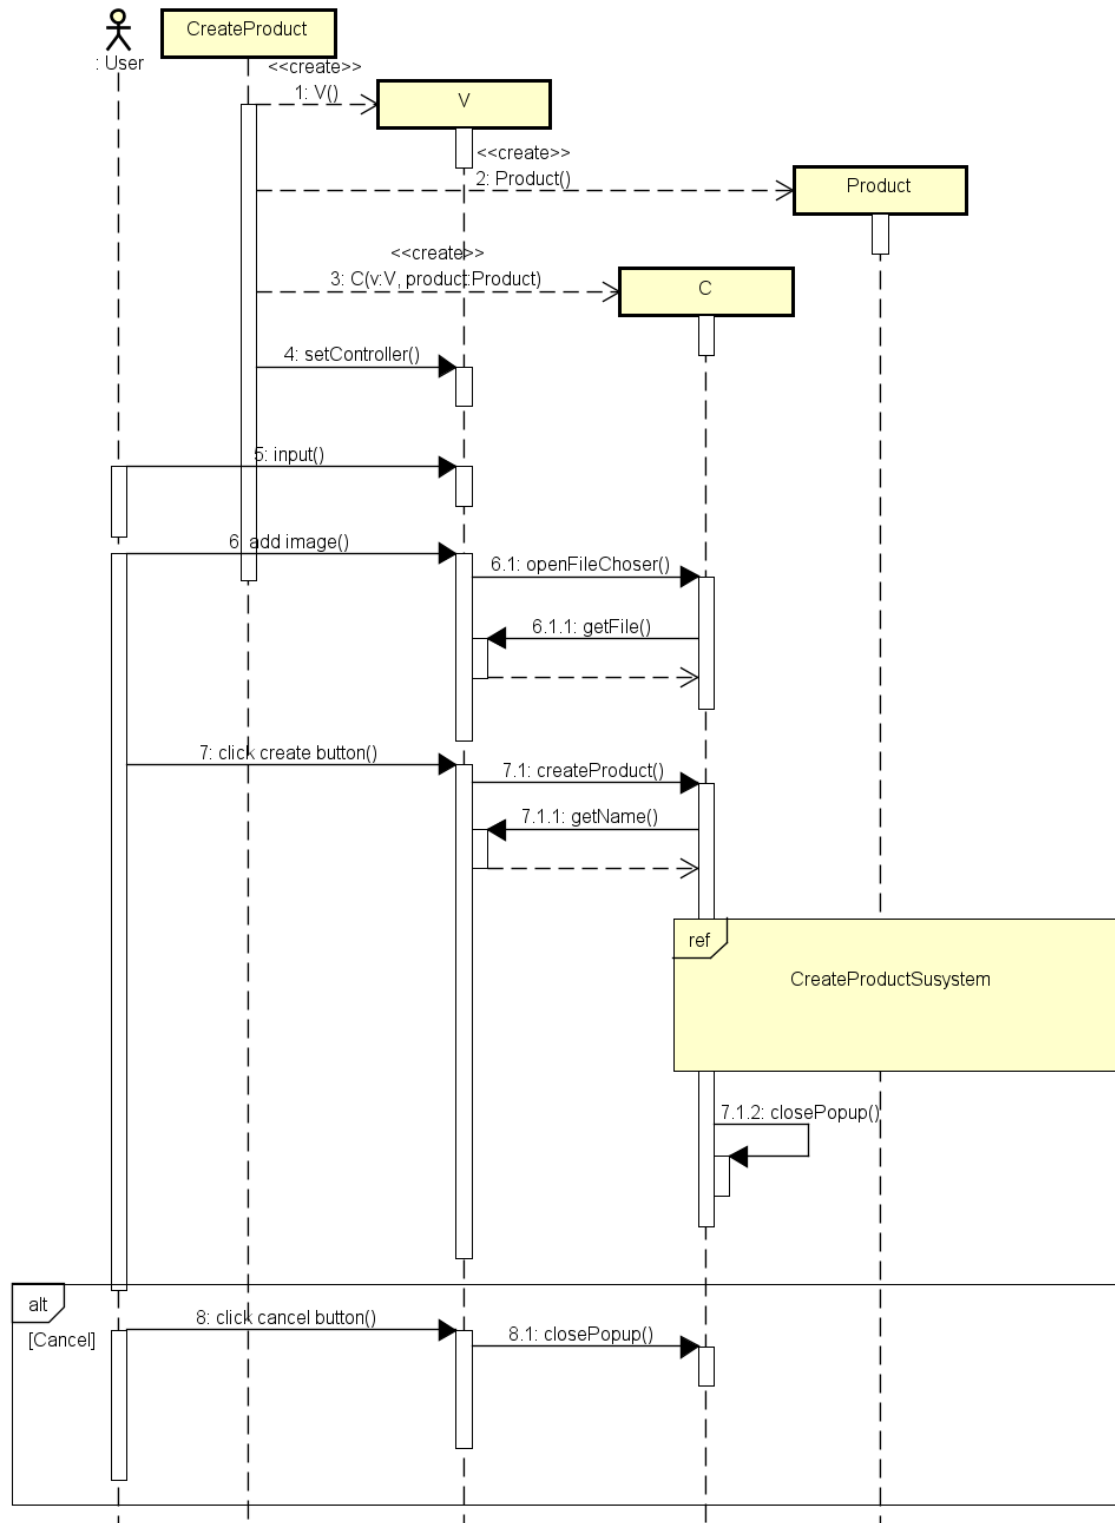 CreateProduct
: User
<<create>>
1: V()
V
<<create>>
2: Product()
Product
<<create>>
3: C(v:V, product:Product)
C
4: setController()
5: input()
6: add image()
6.1: openFileChoser()
6.1.1: getFile()
7: click create button()
7.1: createProduct()
7.1.1: getName()
ref
CreateProductSusystem
7.1.2: closePopup()
alt
[Cancel]
8: click cancel button()
8.1: closePopup()